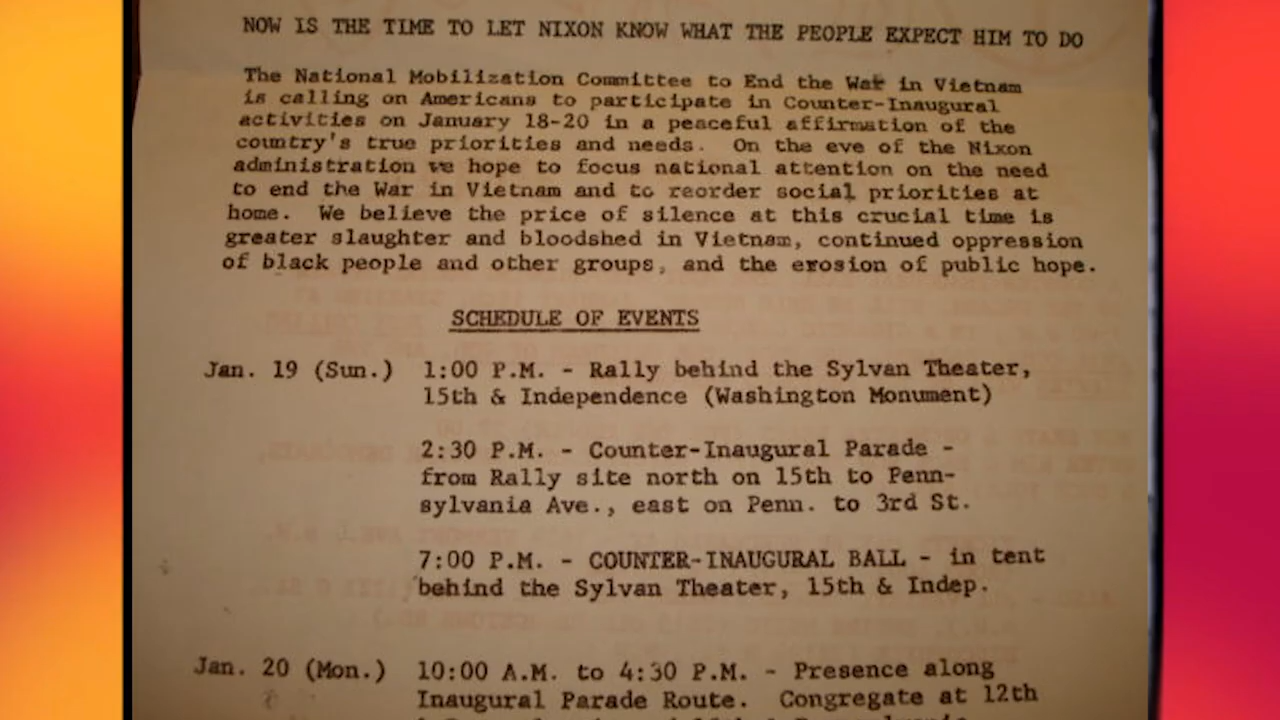 NOW IS THE TIME TO LET NIXON KNOW WHAT THE PEOPLE EXPECT HIM TO DO
The National Mobilization Committee to End the War in Vietnam
is calling on Americans to participate in Counter-Inaugural
activities on January 18-20 in a peaceful affirmation of the
country's true priorities and needs. On the eve of the Nixon
administration we hope to focus national attention on the need
to end the War in Vietnam and to reorder social priorities at
home. We believe the price of silence at this crucial time is
greater slaughter and bloodshed in Vietnam, continued oppression
of black people and other groups, and the erosion of public hope.
SCHEDULE OF EVENTS
Jan. 19 (Sun.) 1:00 P.M. - Rally behind the Sylvan Theater,
15th & Independence (Washington Monument)
2:30 P.M. - Counter-Inaugural Parade -
from Rally site north on 15th to Penn-
sylvania Ave., east on Penn. to 3rd St.
7:00 P.M. - COUNTER-INAUGURAL BALL - in tent
behind the Sylvan Theater, 15th & Indep.
Jan. 20 (Mon.) 10:00 A.M. to 4:30 P.M. - Presence along
Inaugural Parade Route. Congregate at 12th